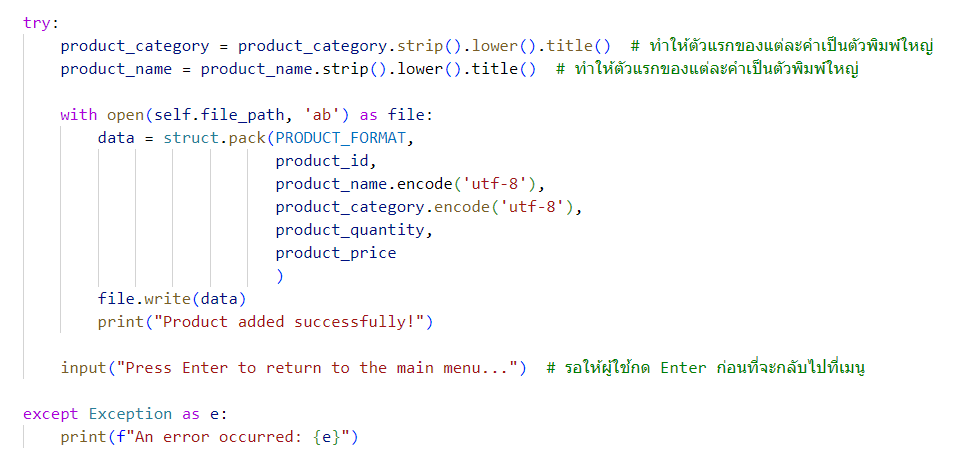 try:
    product_category = product_category.strip().lower().title()  # ทำให้ตัวแรกของแต่ละคำเป็นตัวพิมพ์ใหญ่
    product_name = product_name.strip().lower().title()  # ทำให้ตัวแรกของแต่ละคำเป็นตัวพิมพ์ใหญ่
    with open(self.file_path, 'ab') as file:
        data = struct.pack(PRODUCT_FORMAT,
                           product_id,
                           product_name.encode('utf-8'),
                           product_category.encode('utf-8'),
                           product_quantity,
                           product_price
                           )
        file.write(data)
        print("Product added successfully!")
    input("Press Enter to return to the main menu...")  # รอให้ผู้ใช้กด Enter ก่อนที่จะกลับไปที่เมนู
except Exception as e:
    print(f"An error occurred: {e}")